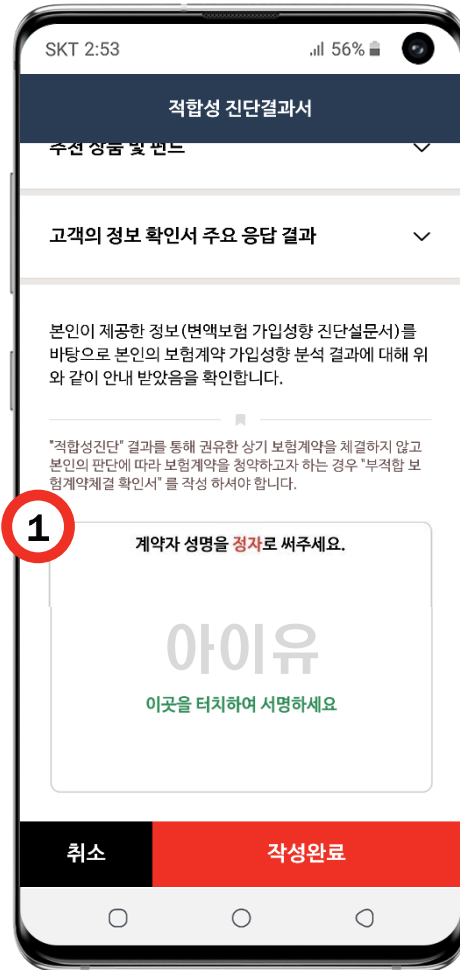 SKT 2:53
56%
적합성 진단결과서
추천 상품 및 펀드
고객의 정보 확인서 주요 응답 결과
본인이 제공한 정보(변액보험 가입성향 진단설문서)를
바탕으로 본인의 보험계약 가입성향 분석 결과에 대해 위
와 같이 안내 받았음을 확인합니다.
"적합성진단" 결과를 통해 권유한 상기 보험계약을 체결하지 않고
본인의 판단에 따라 보험계약을 청약하고자 하는 경우 "부적합 보
험계약체결 확인서" 를 작성 하셔야 합니다.
1
계약자 성명을 정자로 써주세요.
아이유
이곳을 터치하여 서명하세요
취소
작성완료